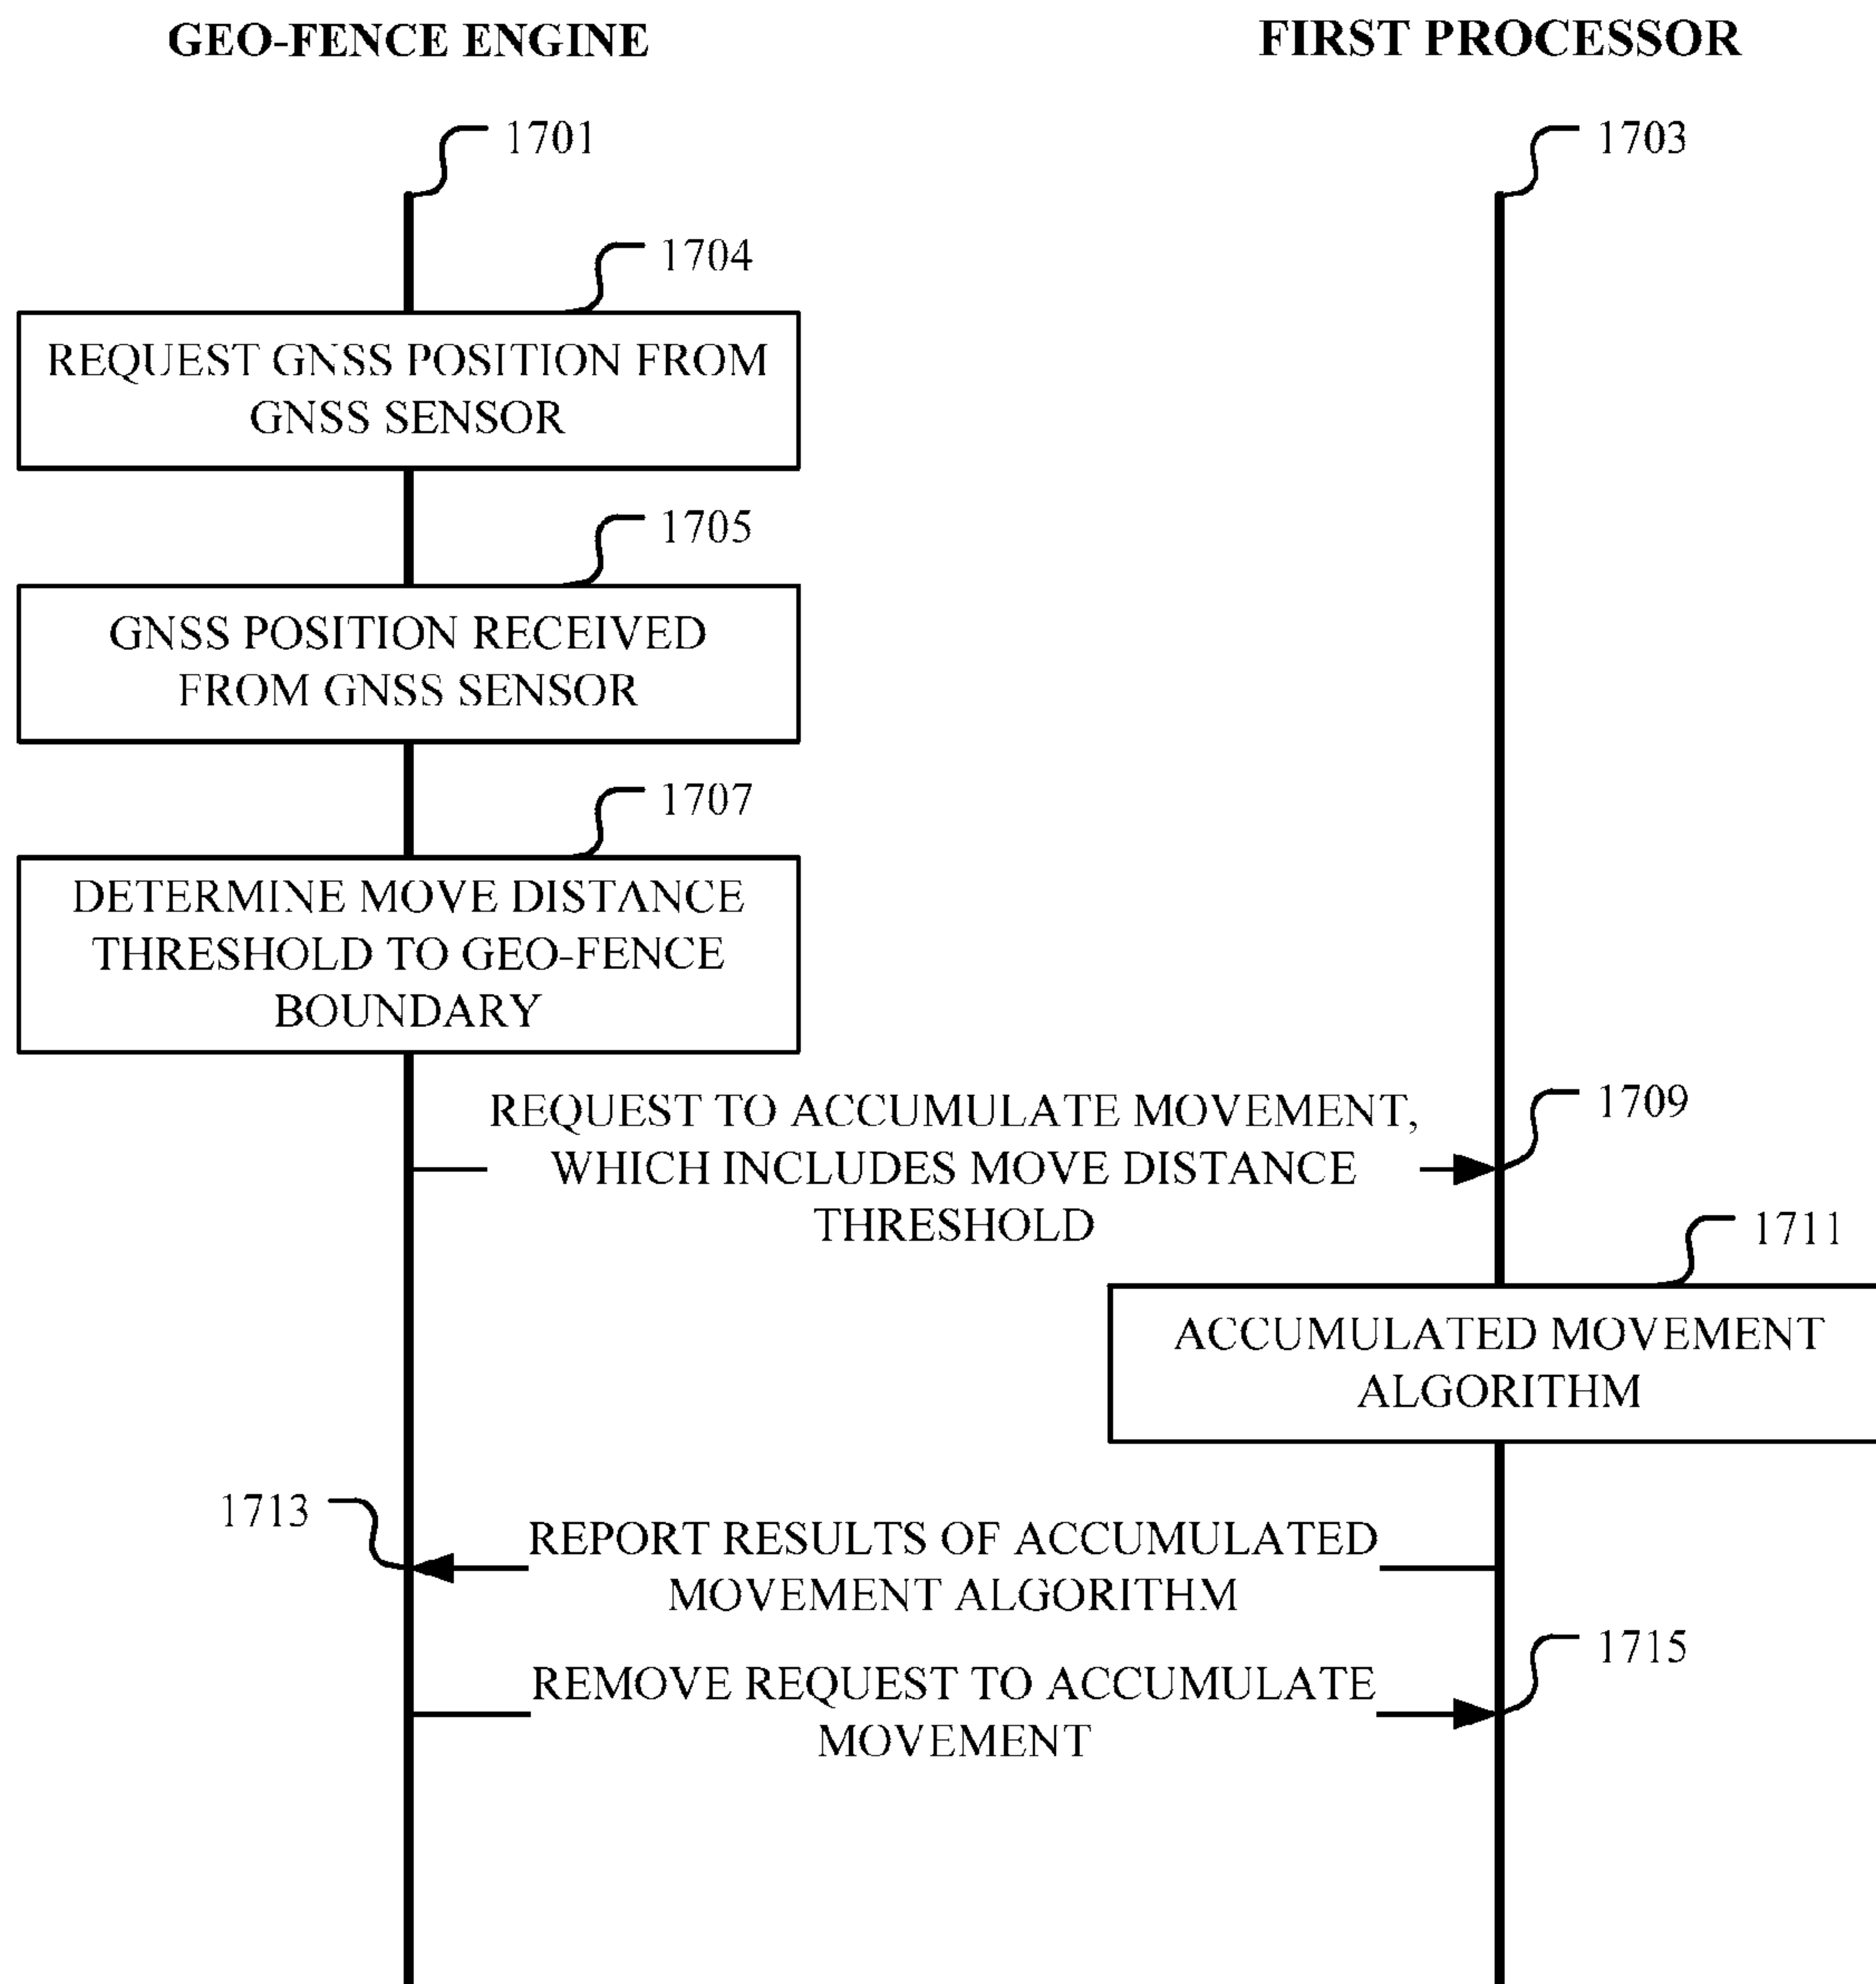 GEO-FENCE ENGINE
FIRST PROCESSOR
1701
1703
1704
REQUEST GNSS POSITION FROM
GNSS SENSOR
1705
GNSS POSITION RECEIVED
FROM GNSS SENSOR
1707
DETERMINE MOVE DISTANCE
THRESHOLD TO GEO-FENCE
BOUNDARY
REQUEST TO ACCUMULATE MOVEMENT,
WHICH INCLUDES MOVE DISTANCE
THRESHOLD
1709
1711
ACCUMULATED MOVEMENT
ALGORITHM
1713
REPORT RESULTS OF ACCUMULATED
MOVEMENT ALGORITHM
1715
REMOVE REQUEST TO ACCUMULATE
MOVEMENT